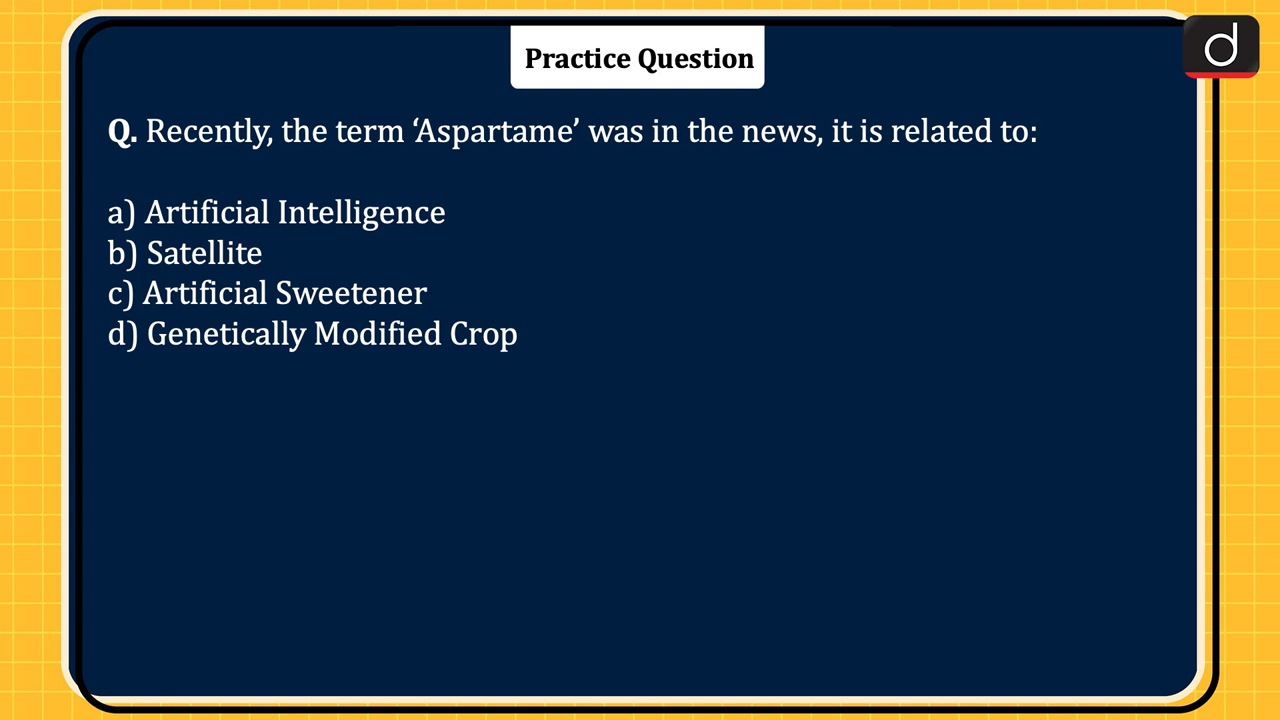 Practice Question
d
Q. Recently, the term ‘Aspartame’ was in the news, it is related to:
a) Artificial Intelligence
b) Satellite
c) Artificial Sweetener
d) Genetically Modified Crop